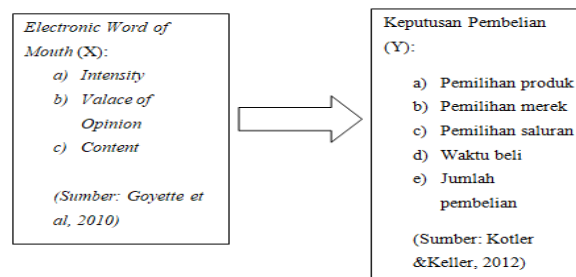 Electronic Word of
Mouth (X):
a) Intensity
b) Valace of
Opinion
c) Content
(Sumber: Goyette et
al, 2010)
Keputusan Pembelian
(Y):
a) Pemilihan produk
b) Pemilihan merek
c) Pemilihan saluran
d) Waktu beli
e) Jumlah
pembelian
(Sumber: Kotler
&Keller, 2012)